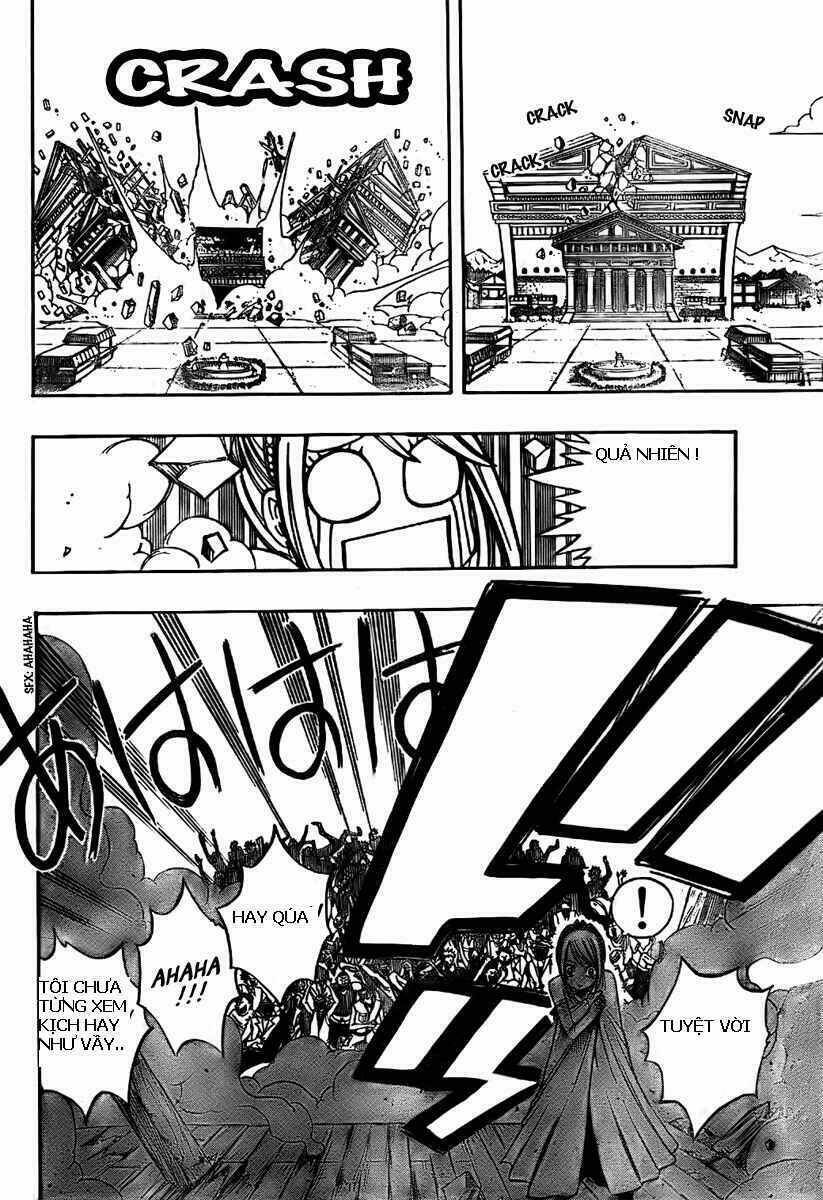 CRACK
SNAP
CRACK
CRASH
QUẢ NHIÊN !
SFX: AHAHAHA
あはははは
!
TUYỆT VỜI
HAY QÚA !
AHAHA
!!!
TÔI CHƯA
TỪNG XEM
KỊCH HAY
NHƯ VẦY..